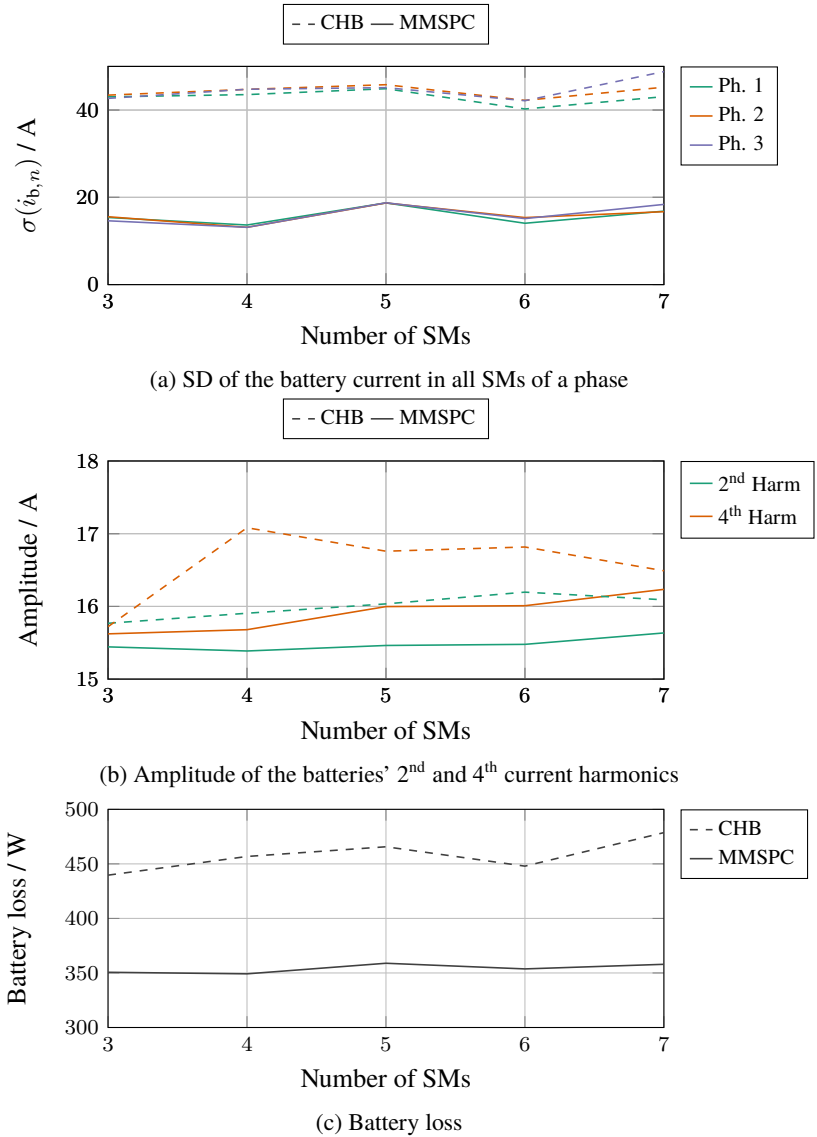 CHB MMSPC
40
20
0
3 4 5 6 7
σ(i_{b,n}) / A
Number of SMs
Ph. 1
Ph. 2
Ph. 3
(a) SD of the battery current in all SMs of a phase
CHB MMSPC
18
17
16
15
3 4 5 6 7
Amplitude / A
Number of SMs
2nd Harm
4th Harm
(b) Amplitude of the batteries’ 2nd and 4th current harmonics
500
450
400
350
300
3 4 5 6 7
Battery loss / W
Number of SMs
CHB
MMSPC
(c) Battery loss